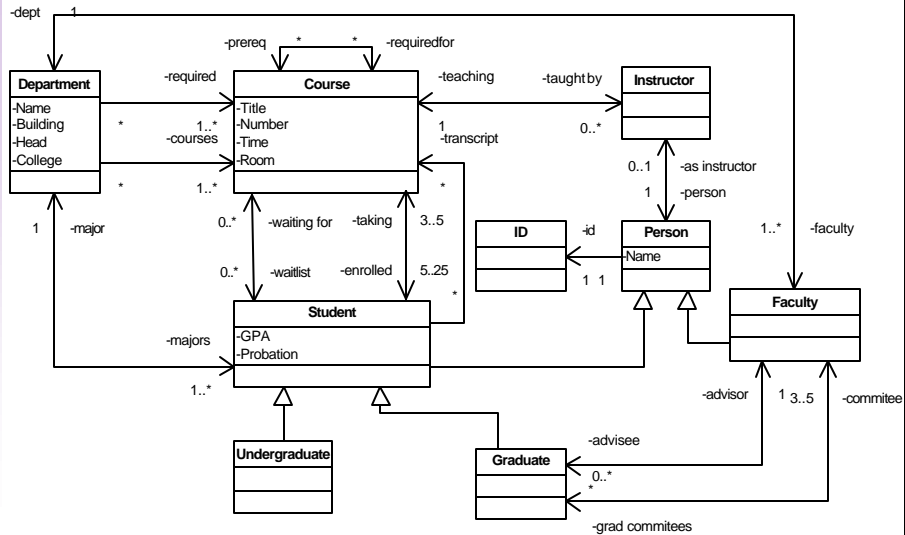 -dept 1
-prereq * * -requiredfor
Department
-Name
-Building
-Head
-College
-required
* 1..*
-courses
* 1..*
Course
-Title
-Number
-Time
-Room
-teaching -taught by
1 0..*
-transcript
*
Instructor
0..1 -as instructor
1 -person
1 -major
0..* -waiting for
0..* -waitlist
-taking 3..5
-enrolled 5..25
*
ID
-id
1 1
Person
-Name
1..* -faculty
Faculty
Student
-GPA
-Probation
-majors
1..*
-advisor 1 3..5 -commitee
Undergraduate
Graduate
-advisee
0..*
*
-grad commitees